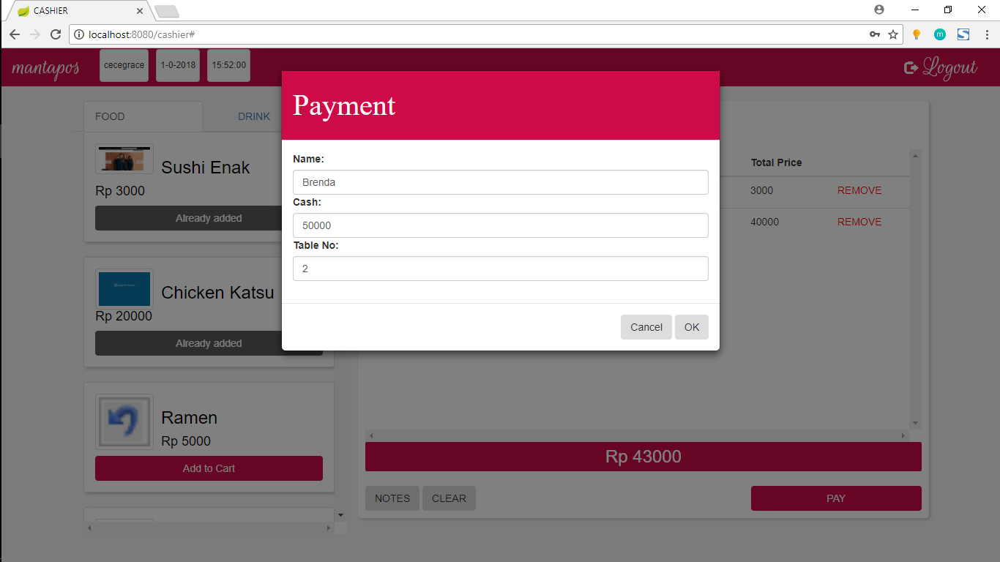 CASHIER
localhost:8080/cashier#
mantapos
cecegrace
1-0-2018
15:52:00
Logout
Payment
Name:
Brenda
Cash:
50000
Table No:
2
Cancel OK
FOOD DRINK
Sushi Enak
Rp 3000
Already added
Chicken Katsu
Rp 20000
Already added
Ramen
Rp 5000
Add to Cart
Total Price
3000 REMOVE
40000 REMOVE
Rp 43000
NOTES CLEAR PAY